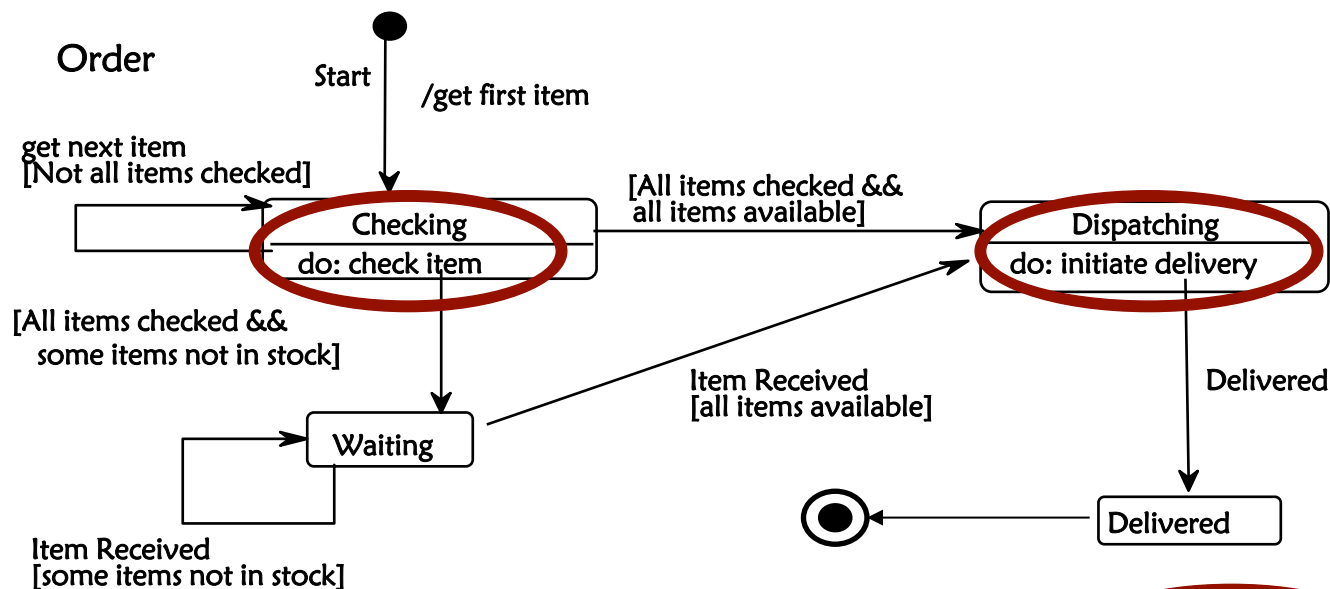 Order
Start
/get first item
get next item
[Not all items checked]
Checking
do: check item
[All items checked &&
all items available]
Dispatching
do: initiate delivery
[All items checked &&
some items not in stock]
Item Received
[all items available]
Delivered
Waiting
Delivered
Item Received
[some items not in stock]